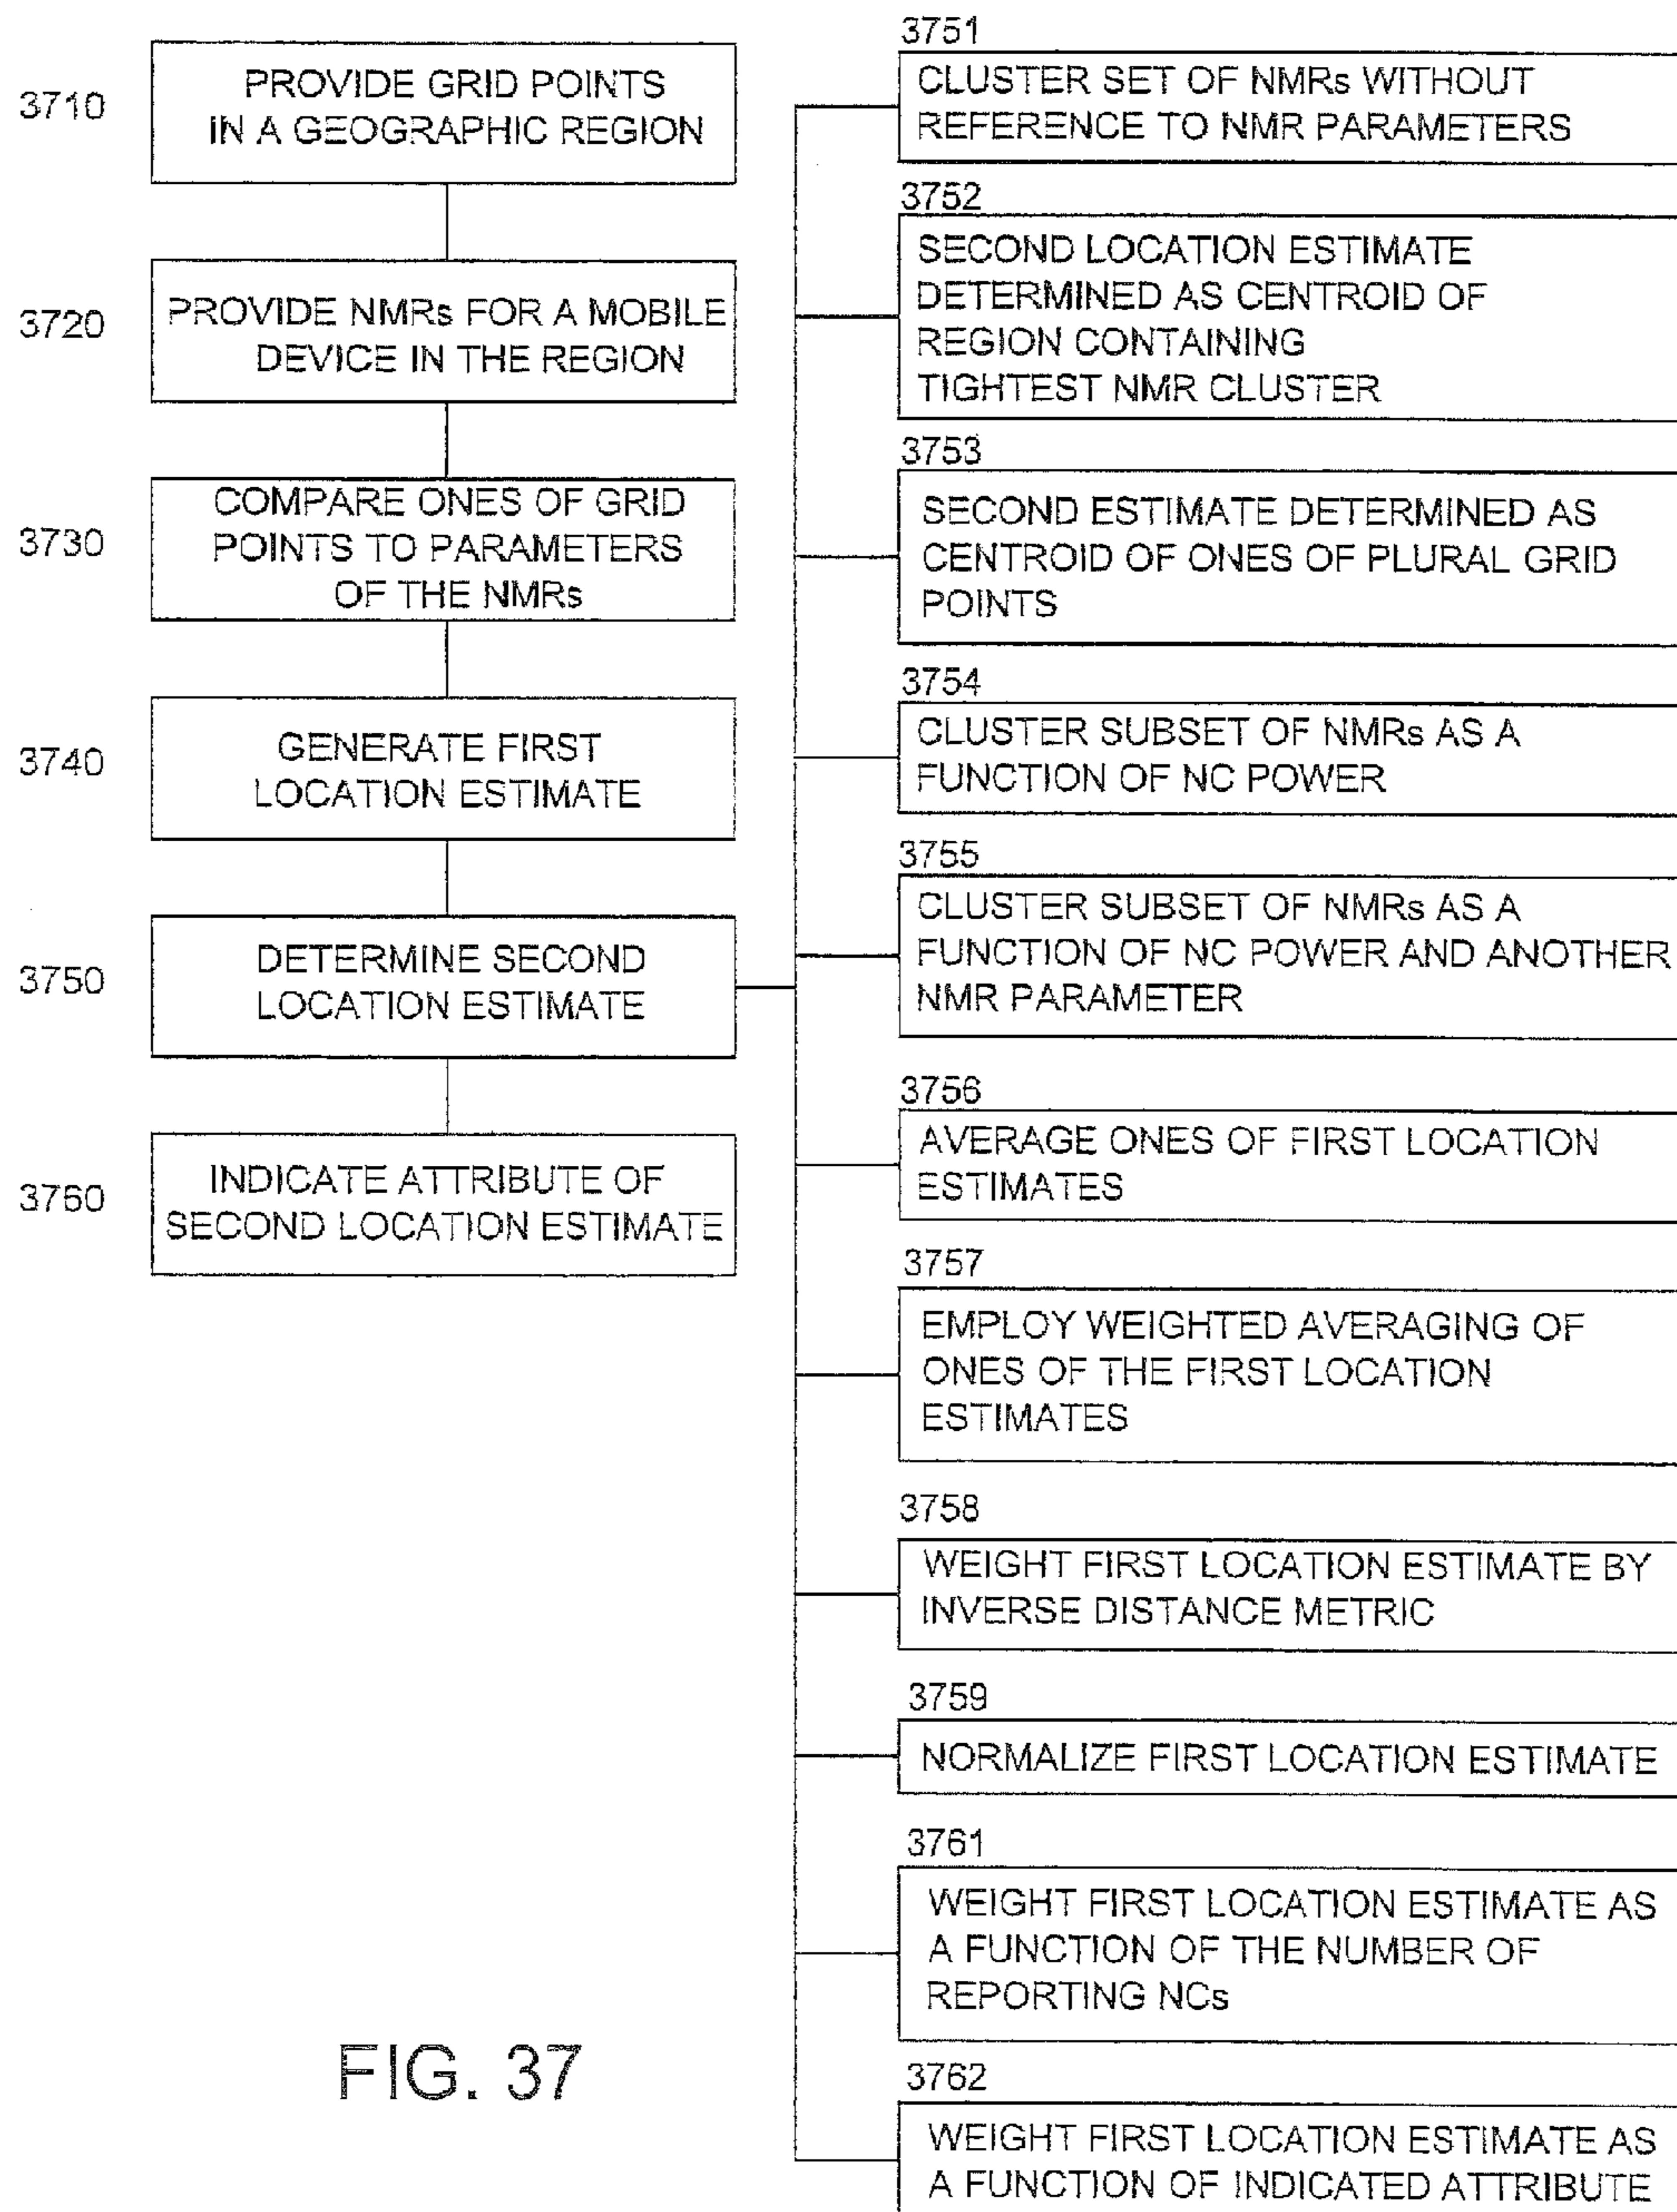 3710
PROVIDE GRID POINTS
IN A GEOGRAPHIC REGION
3720
PROVIDE NMRs FOR A MOBILE
DEVICE IN THE REGION
3730
COMPARE ONES OF GRID
POINTS TO PARAMETERS
OF THE NMRs
3740
GENERATE FIRST
LOCATION ESTIMATE
3750
DETERMINE SECOND
LOCATION ESTIMATE
3760
INDICATE ATTRIBUTE OF
SECOND LOCATION ESTIMATE
3751
CLUSTER SET OF NMRs WITHOUT
REFERENCE TO NMR PARAMETERS
3752
SECOND LOCATION ESTIMATE
DETERMINED AS CENTROID OF
REGION CONTAINING
TIGHTEST NMR CLUSTER
3753
SECOND ESTIMATE DETERMINED AS
CENTROID OF ONES OF PLURAL GRID
POINTS
3754
CLUSTER SUBSET OF NMRs AS A
FUNCTION OF NC POWER
3755
CLUSTER SUBSET OF NMRs AS A
FUNCTION OF NC POWER AND ANOTHER
NMR PARAMETER
3756
AVERAGE ONES OF FIRST LOCATION
ESTIMATES
3757
EMPLOY WEIGHTED AVERAGING OF
ONES OF THE FIRST LOCATION
ESTIMATES
3758
WEIGHT FIRST LOCATION ESTIMATE BY
INVERSE DISTANCE METRIC
3759
NORMALIZE FIRST LOCATION ESTIMATE
3761
WEIGHT FIRST LOCATION ESTIMATE AS
A FUNCTION OF THE NUMBER OF
REPORTING NCs
3762
WEIGHT FIRST LOCATION ESTIMATE AS
A FUNCTION OF INDICATED ATTRIBUTE
FIG. 37